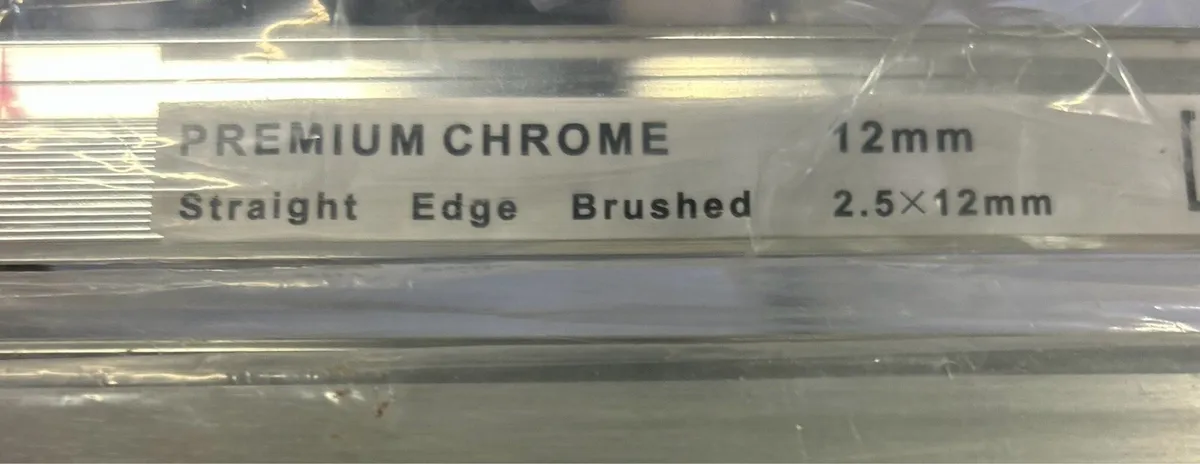 PREMIUM CHROME 12mm
Straight Edge Brushed 2.5×12mm